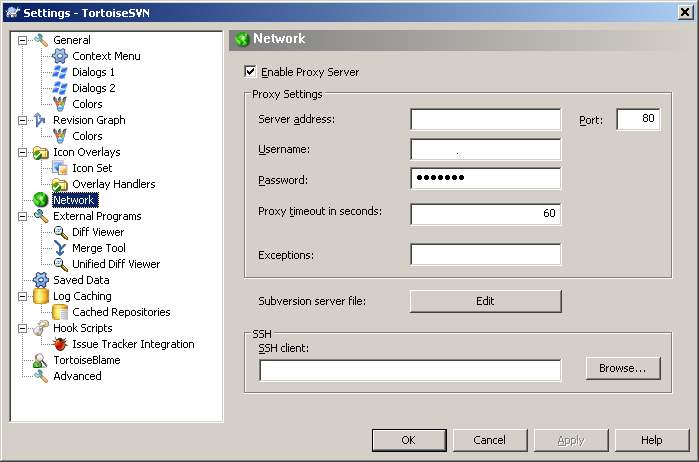 Settings - TortoiseSVN
General
Context Menu
Dialogs 1
Dialogs 2
Colors
Revision Graph
Colors
Icon Overlays
Icon Set
Overlay Handlers
Network
External Programs
Diff Viewer
Merge Tool
Unified Diff Viewer
Saved Data
Log Caching
Cached Repositories
Hook Scripts
Issue Tracker Integration
TortoiseBlame
Advanced
Network
Enable Proxy Server
Proxy Settings
Server address:
Port: 80
Username:
.
Password: ●●●●●●●
Proxy timeout in seconds: 60
Exceptions:
Subversion server file: Edit
SSH
SSH client:
Browse...
OK Cancel Apply Help